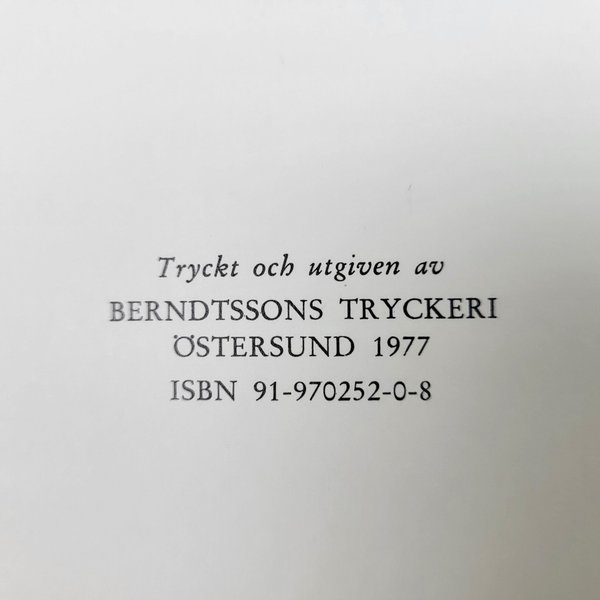 Tryckt och utgiven av
BERNDTSSONS TRYCKERI
ÖSTERSUND 1977
ISBN 91-970252-0-8